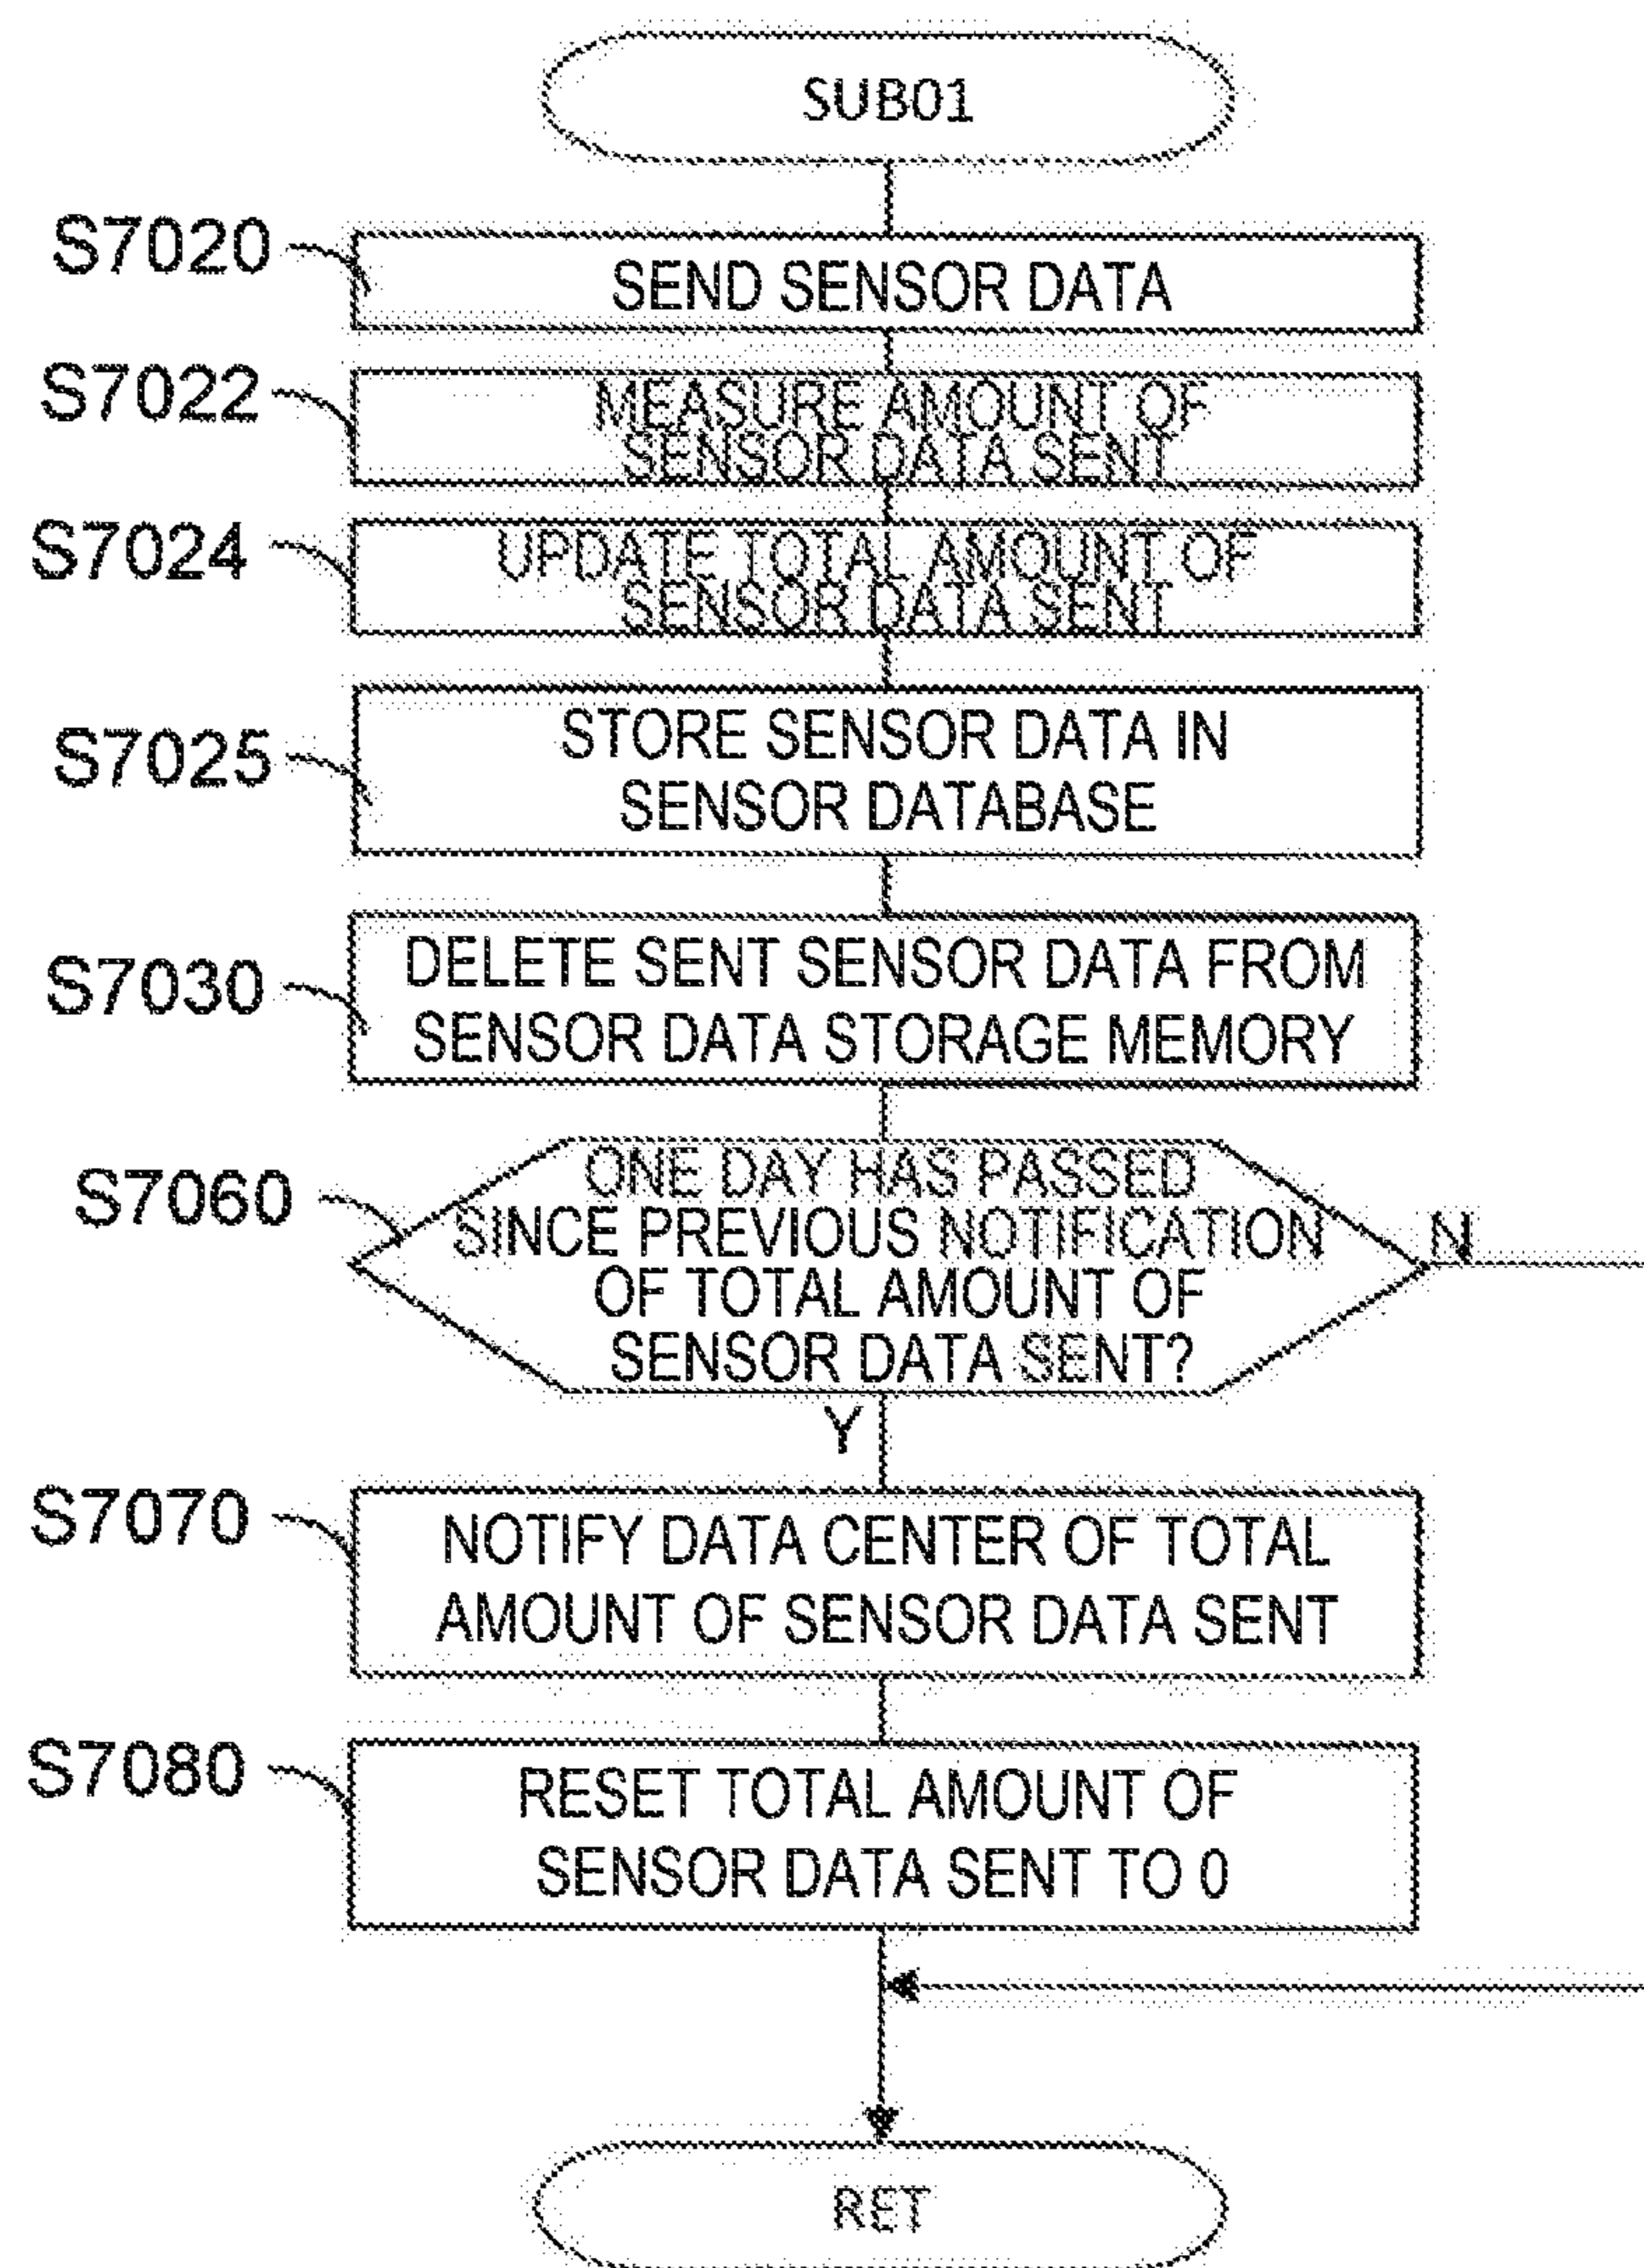 SUB01
S7020
SEND SENSOR DATA
S7022
MEASURE AMOUNT OF
SENSOR DATA SENT
S7024
UPDATE TOTAL AMOUNT OF
SENSOR DATA SENT
S7025
STORE SENSOR DATA IN
SENSOR DATABASE
S7030
DELETE SENT SENSOR DATA FROM
SENSOR DATA STORAGE MEMORY
S7060
ONE DAY HAS PASSED
SINCE PREVIOUS NOTIFICATION
OF TOTAL AMOUNT OF
SENSOR DATA SENT?
N
Y
S7070
NOTIFY DATA CENTER OF TOTAL
AMOUNT OF SENSOR DATA SENT
S7080
RESET TOTAL AMOUNT OF
SENSOR DATA SENT TO 0
RET